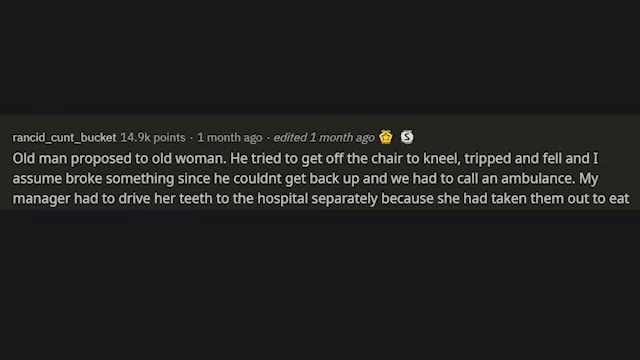 rancid_cunt_bucket 14.9k points · 1 month ago · edited 1 month ago
Old man proposed to old woman. He tried to get off the chair to kneel, tripped and fell and I
assume broke something since he couldnt get back up and we had to call an ambulance. My
manager had to drive her teeth to the hospital separately because she had taken them out to eat